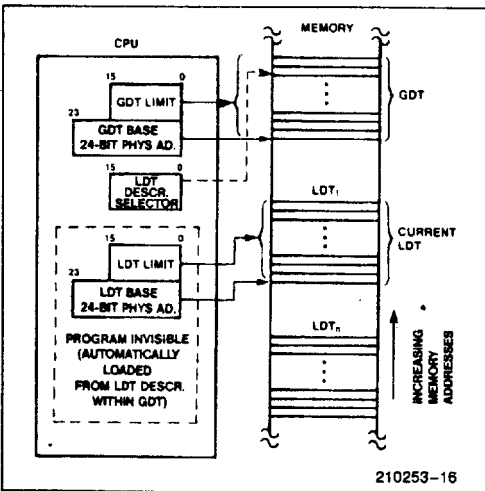 MEMORY
CPU
15 0
GDT LIMIT
23
GDT BASE
24-BIT PHYS AD.
GDT
15 0
LDT
DESCR.
SELECTOR
LDT₁
15 0
LDT LIMIT
23
LDT BASE
24-BIT PHYS AD.
CURRENT
LDT
PROGRAM INVISIBLE
(AUTOMATICALLY
LOADED
FROM LDT DESCR.
WITHIN GDT)
LDTₙ
INCREASING
MEMORY
ADDRESSES
210253-16